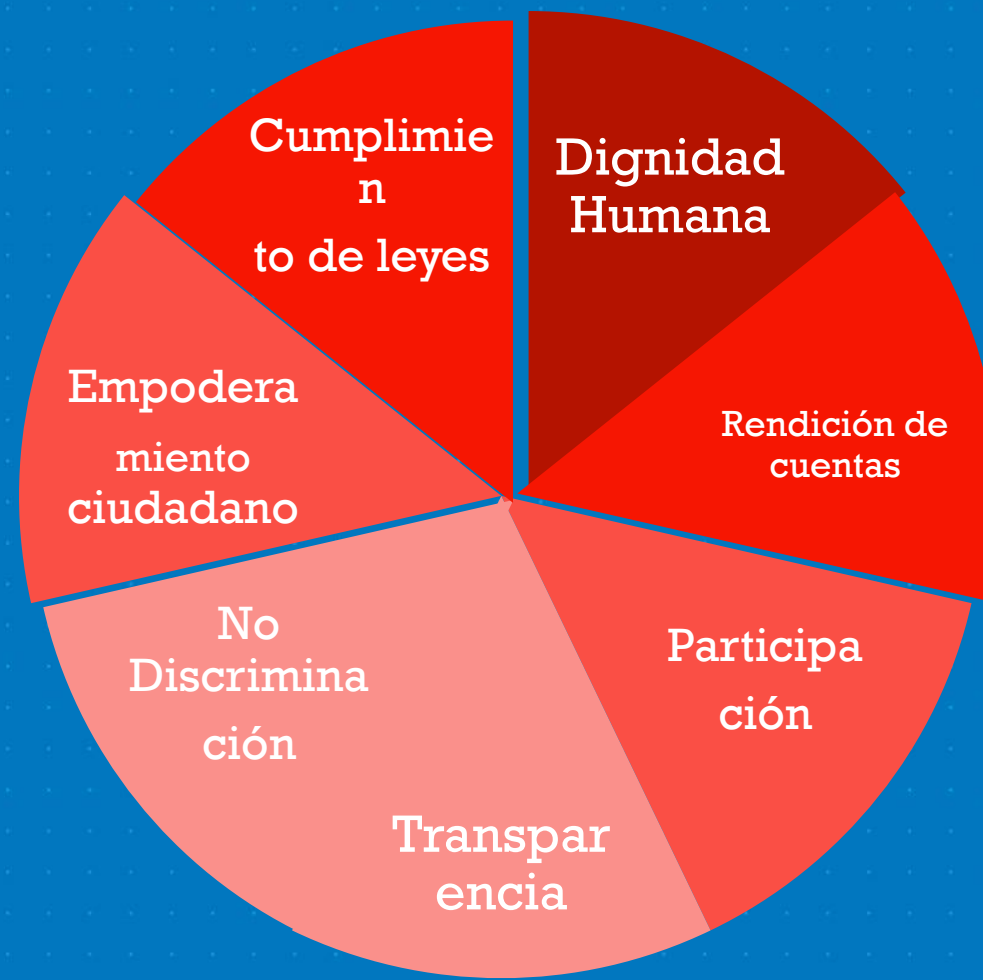 Cumplimie
n
to de leyes
Dignidad
Humana
Empodera
miento
ciudadano
Rendición de
cuentas
No
Discrimina
ción
Participa
ción
Transpar
encia